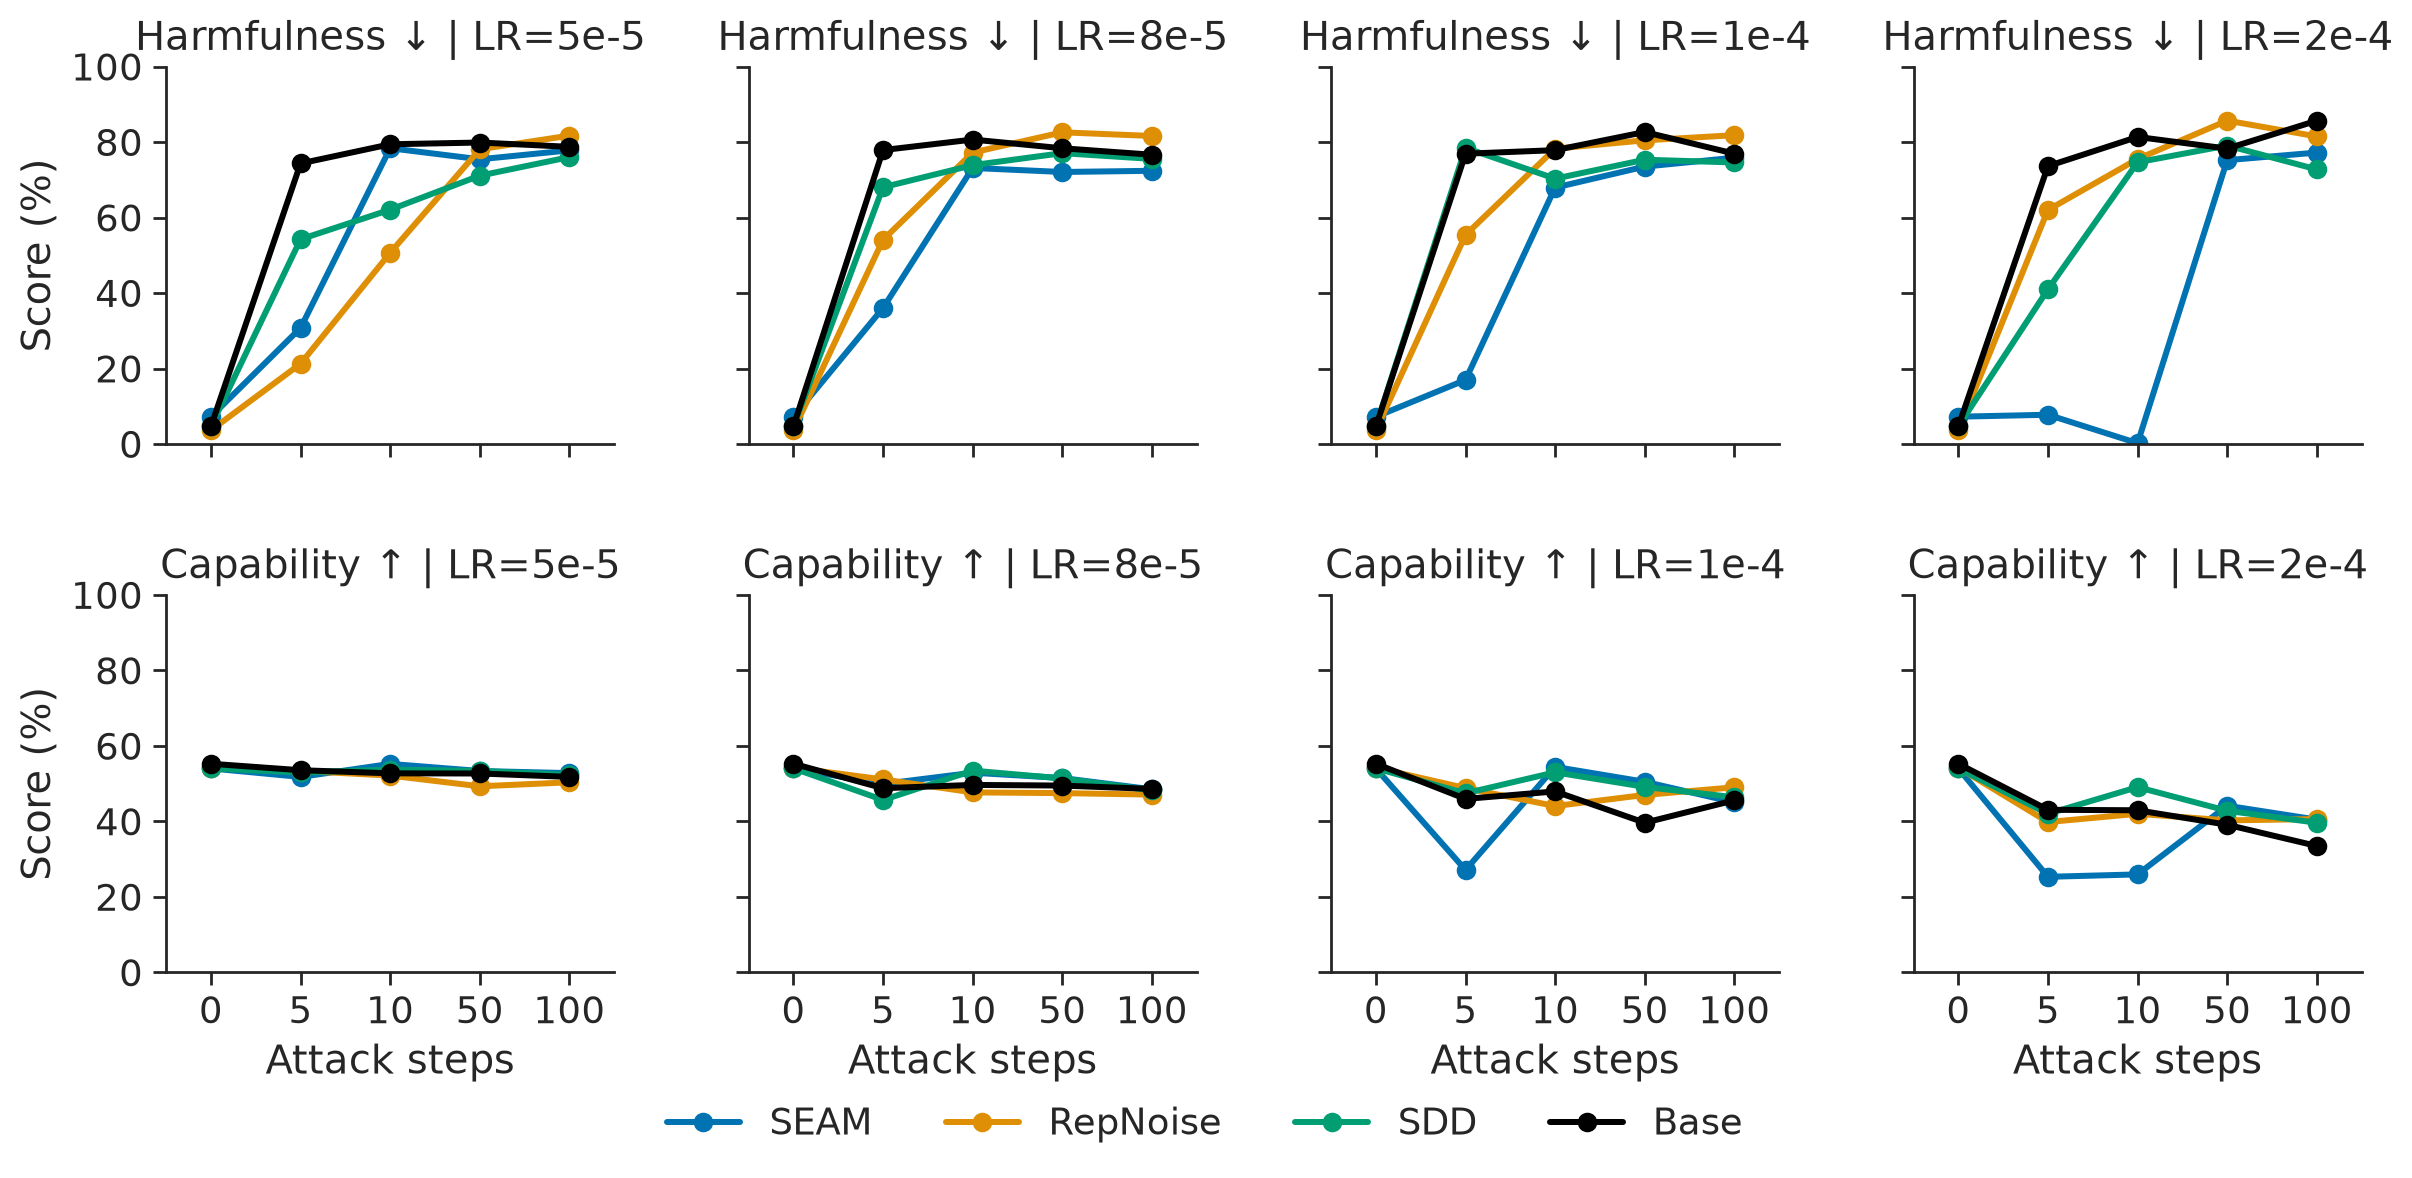 Harmfulness ↓ | LR=5e-5
Harmfulness ↓ | LR=8e-5
Harmfulness ↓ | LR=1e-4
Harmfulness ↓ | LR=2e-4
Score (%)
100
80
60
40
20
0
Capability ↑ | LR=5e-5
Capability ↑ | LR=8e-5
Capability ↑ | LR=1e-4
Capability ↑ | LR=2e-4
Score (%)
100
80
60
40
20
0
0 5 10 50 100
0 5 10 50 100
0 5 10 50 100
0 5 10 50 100
Attack steps
Attack steps
Attack steps
Attack steps
SEAM RepNoise SDD Base